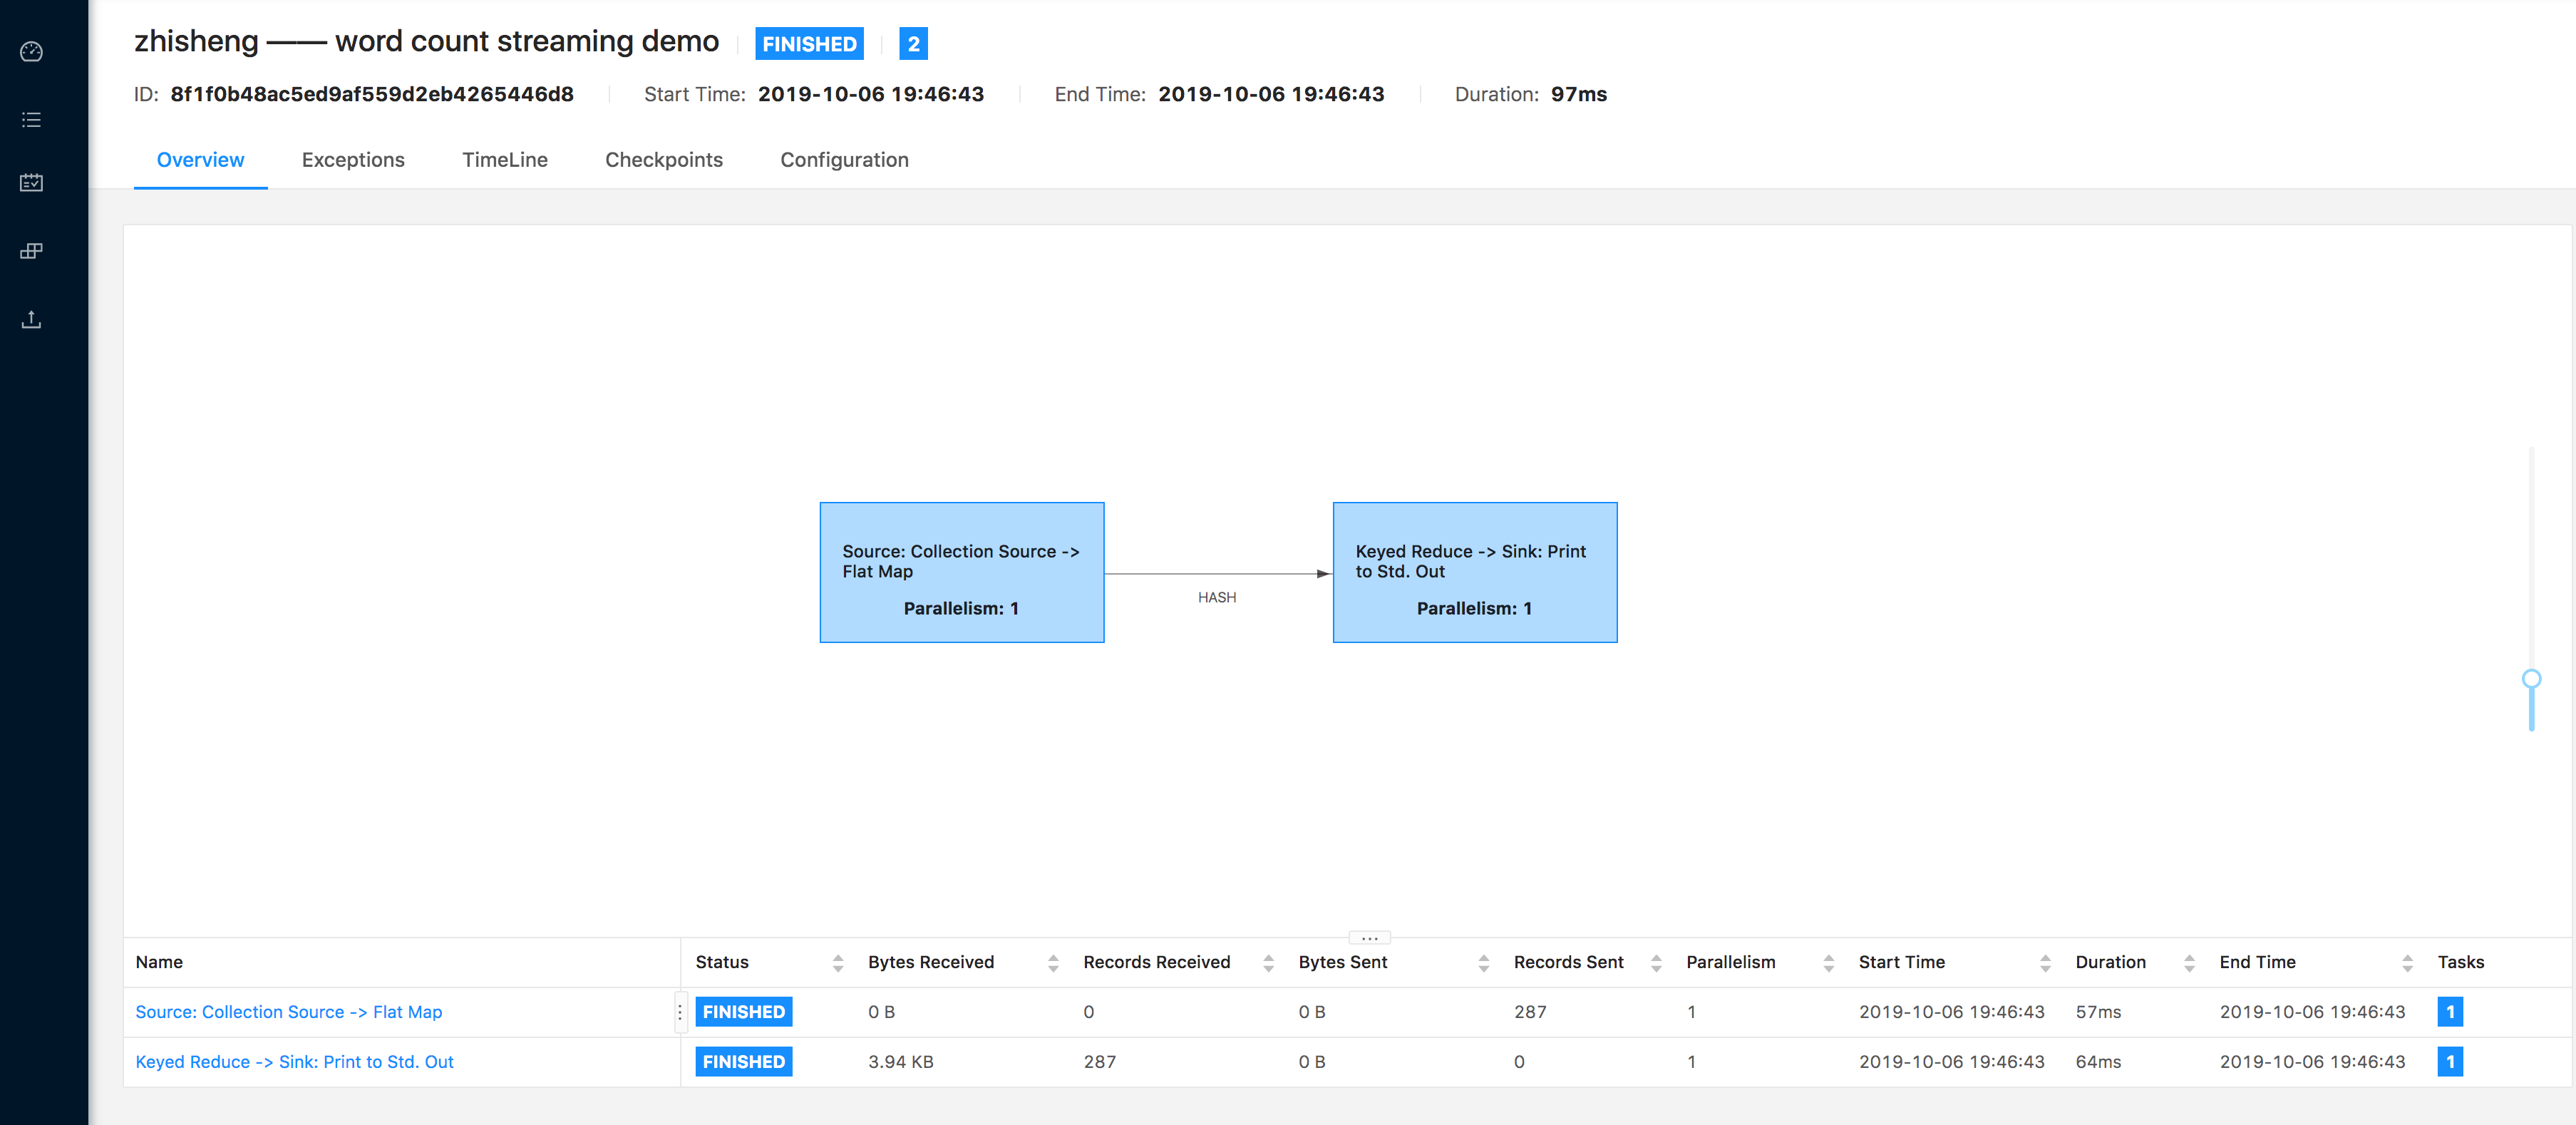 zhisheng —— word count streaming demo FINISHED 2
ID: 8f1f0b48ac5ed9af559d2eb4265446d8 Start Time: 2019-10-06 19:46:43 End Time: 2019-10-06 19:46:43 Duration: 97ms
Overview Exceptions TimeLine Checkpoints Configuration
Source: Collection Source ->
Flat Map
Parallelism: 1
HASH
Keyed Reduce -> Sink: Print
to Std. Out
Parallelism: 1
Name Status Bytes Received Records Received Bytes Sent Records Sent Parallelism Start Time Duration End Time Tasks
Source: Collection Source -> Flat Map FINISHED 0 B 0 0 B 287 1 2019-10-06 19:46:43 57ms 2019-10-06 19:46:43 1
Keyed Reduce -> Sink: Print to Std. Out FINISHED 3.94 KB 287 0 B 0 1 2019-10-06 19:46:43 64ms 2019-10-06 19:46:43 1